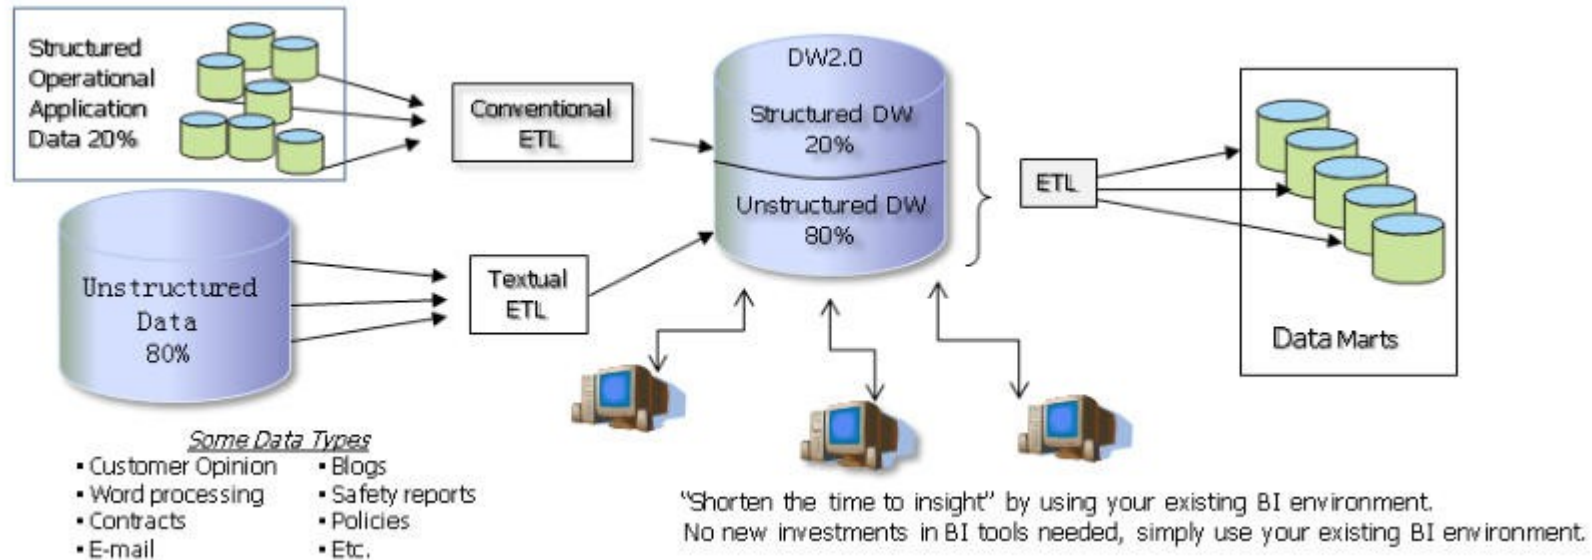 Structured
Operational
Application
Data 20%
Conventional
ETL
DW2.0
Structured DW
20%
Unstructured DW
80%
ETL
Data Marts
Unstructured
Data
80%
Textual
ETL
Some Data Types
▪ Customer Opinion
▪ Word processing
▪ Contracts
▪ E-mail
▪ Blogs
▪ Safety reports
▪ Policies
▪ Etc.
"Shorten the time to insight" by using your existing BI environment.
No new investments in BI tools needed, simply use your existing BI environment.